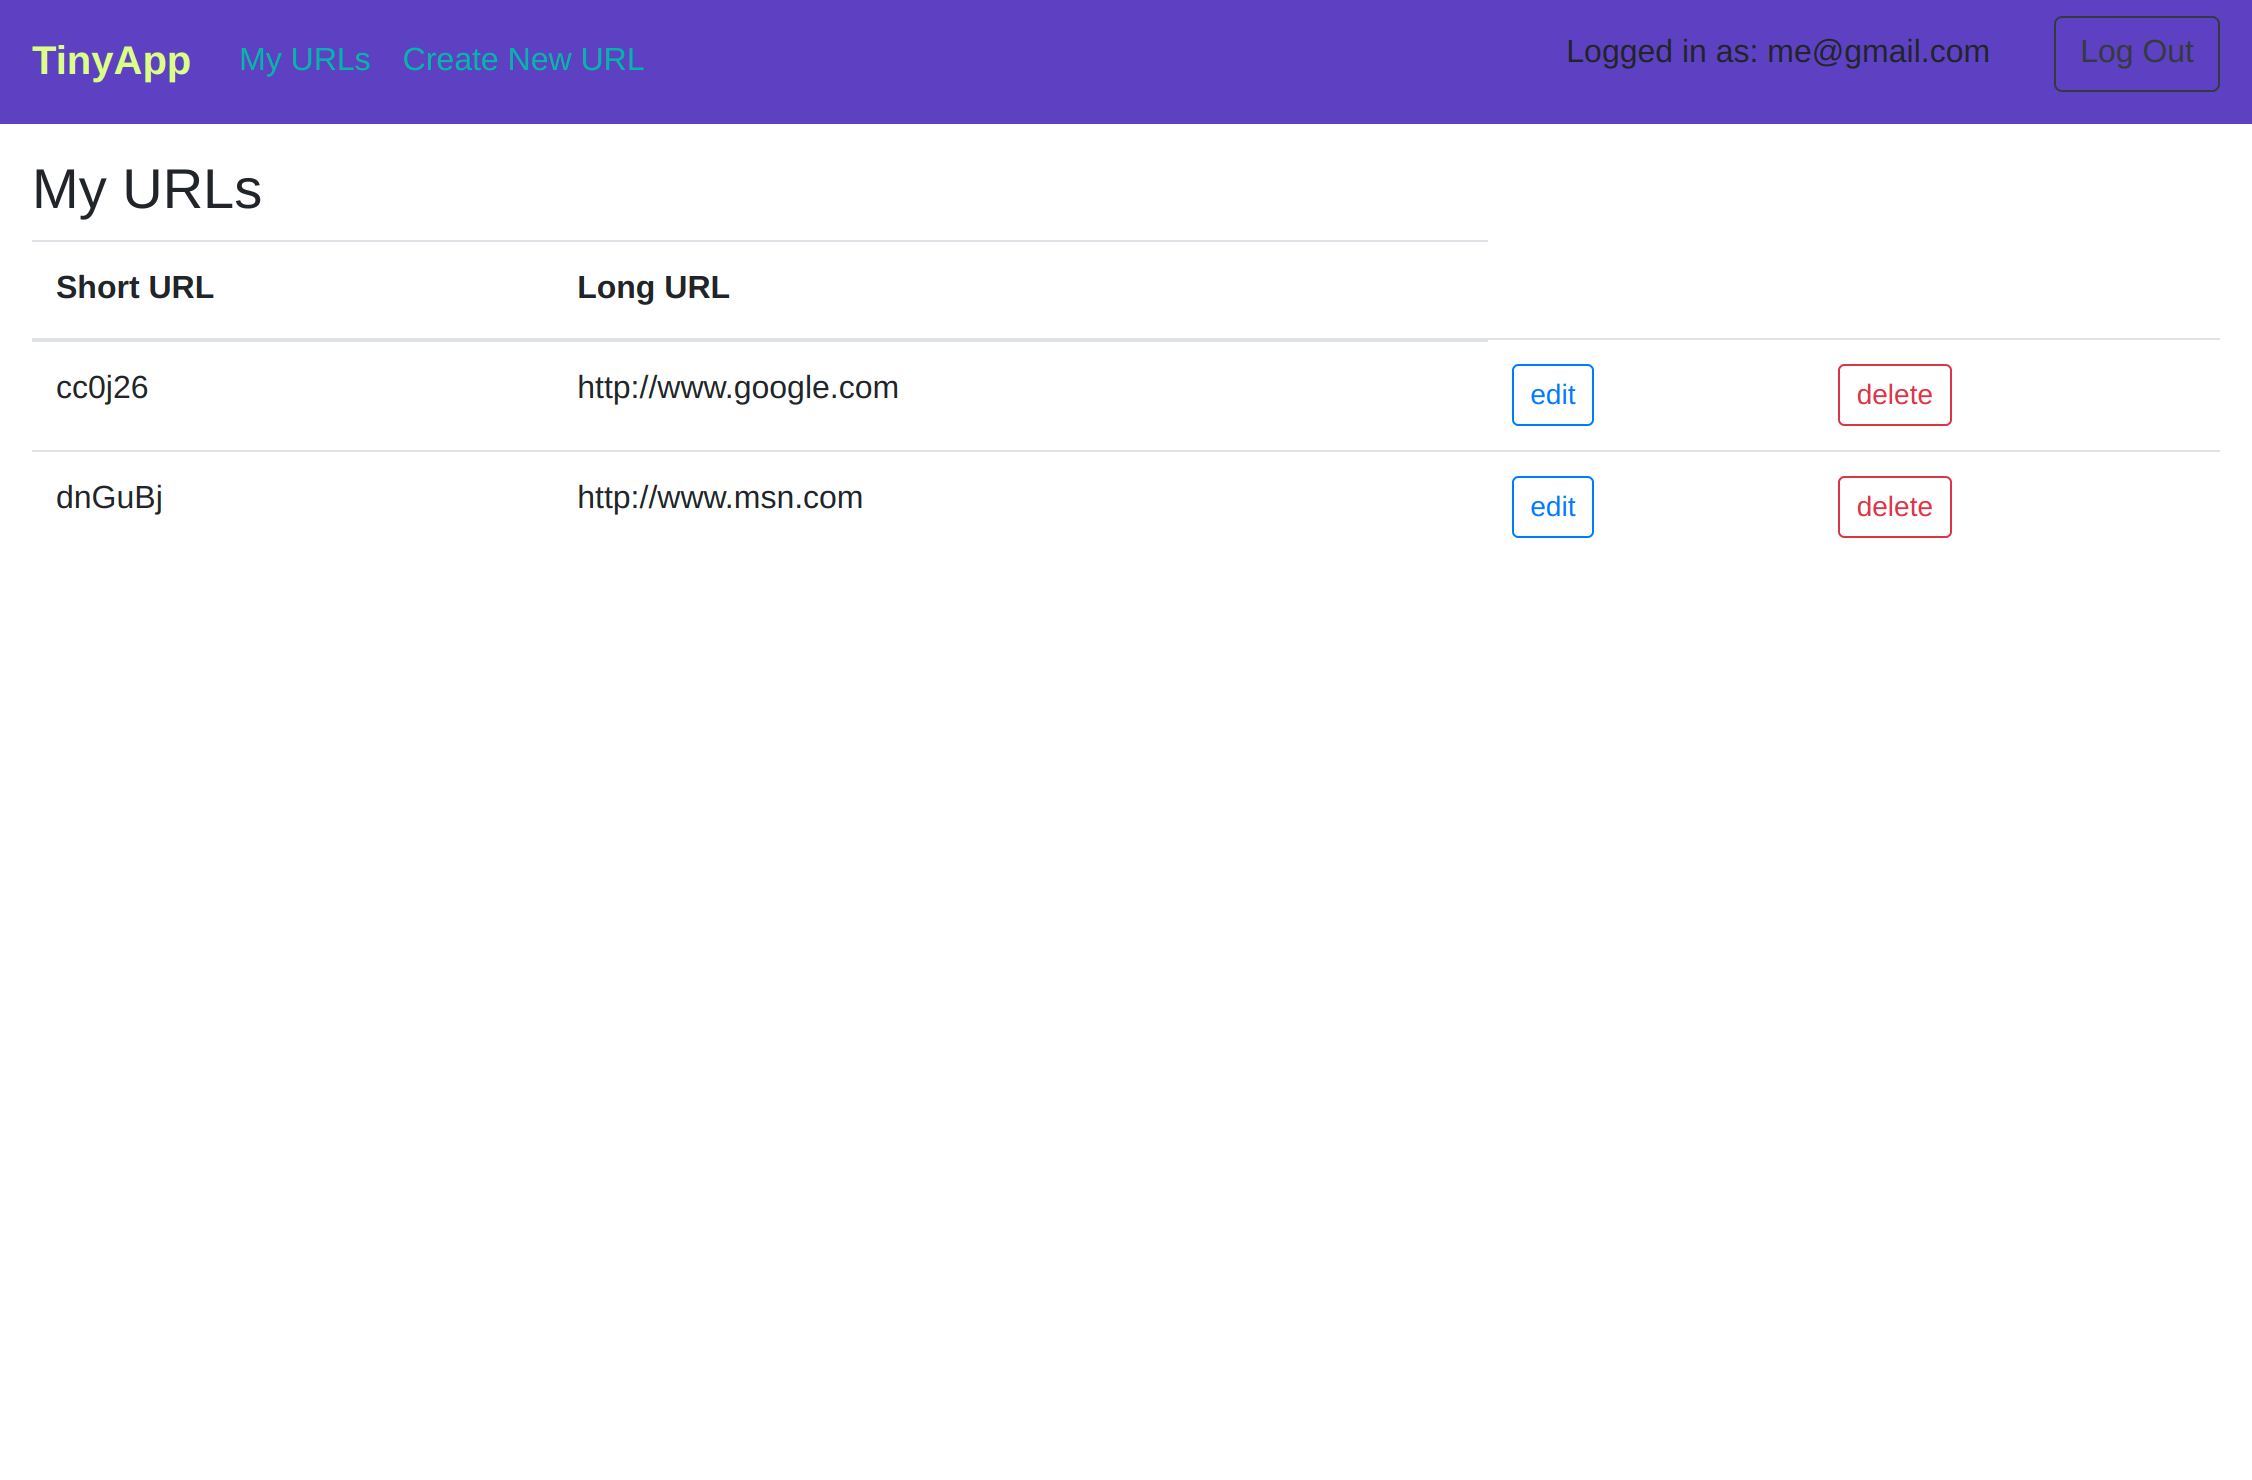 TinyApp My URLs Create New URL Logged in as: me@gmail.com Log Out
My URLs
Short URL Long URL
cc0j26 http://www.google.com edit delete
dnGuBj http://www.msn.com edit delete